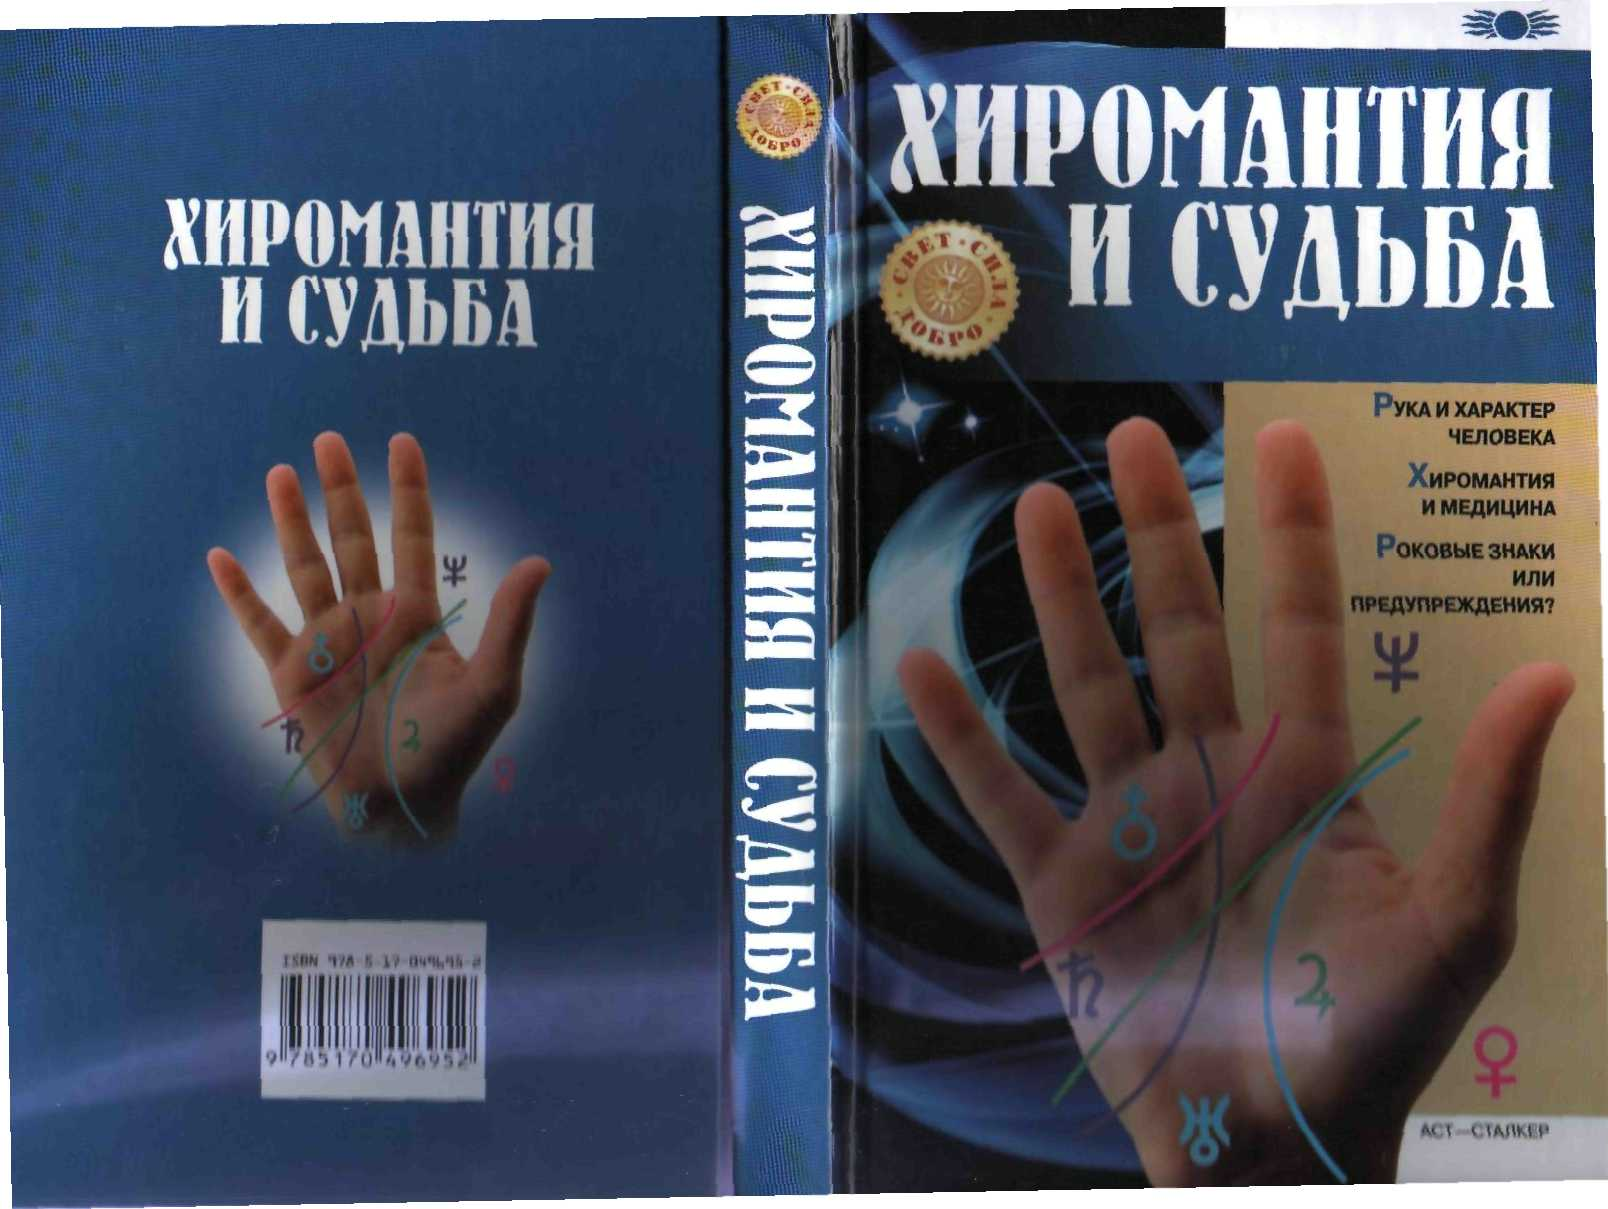 ХИРОМАНТИЯ
И СУДЬБА
ISBN 978-5-17-049695-2
9 785170 496952
СВЕТ • СИЛА • ДОБРО
ХИРОМАНТИЯ И СУДЬБА
ХИРОМАНТИЯ
И СУДЬБА
СВЕТ • СИЛА • ДОБРО
РУКА И ХАРАКТЕР
ЧЕЛОВЕКА
ХИРОМАНТИЯ
И МЕДИЦИНА
РОКОВЫЕ ЗНАКИ
ИЛИ
ПРЕДУПРЕЖДЕНИЯ?
АСТ—СТАЛКЕР